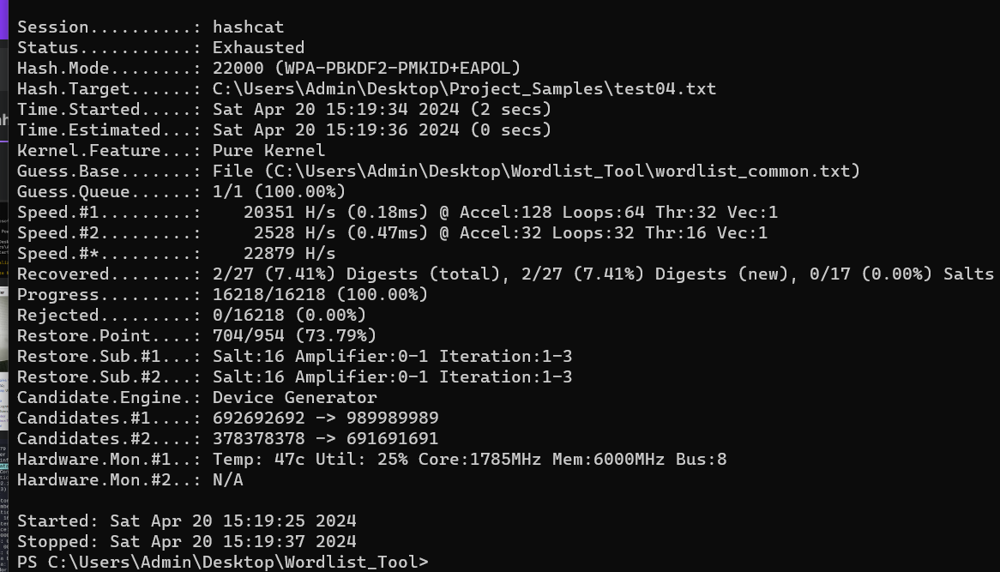 Session..........: hashcat
Status...........: Exhausted
Hash.Mode........: 22000 (WPA-PBKDF2-PMKID+EAPOL)
Hash.Target......: C:\Users\Admin\Desktop\Project_Samples\test04.txt
Time.Started.....: Sat Apr 20 15:19:34 2024 (2 secs)
Time.Estimated...: Sat Apr 20 15:19:36 2024 (0 secs)
Kernel.Feature...: Pure Kernel
Guess.Base.......: File (C:\Users\Admin\Desktop\Wordlist_Tool\wordlist_common.txt)
Guess.Queue......: 1/1 (100.00%)
Speed.#1.........:    20351 H/s (0.18ms) @ Accel:128 Loops:64 Thr:32 Vec:1
Speed.#2.........:     2528 H/s (0.47ms) @ Accel:32 Loops:32 Thr:16 Vec:1
Speed.#*.........:    22879 H/s
Recovered........: 2/27 (7.41%) Digests (total), 2/27 (7.41%) Digests (new), 0/17 (0.00%) Salts
Progress.........: 16218/16218 (100.00%)
Rejected.........: 0/16218 (0.00%)
Restore.Point....: 704/954 (73.79%)
Restore.Sub.#1...: Salt:16 Amplifier:0-1 Iteration:1-3
Restore.Sub.#2...: Salt:16 Amplifier:0-1 Iteration:1-3
Candidate.Engine.: Device Generator
Candidates.#1....: 692692692 -> 989989989
Candidates.#2....: 378378378 -> 691691691
Hardware.Mon.#1..: Temp: 47c Util: 25% Core:1785MHz Mem:6000MHz Bus:8
Hardware.Mon.#2..: N/A
Started: Sat Apr 20 15:19:25 2024
Stopped: Sat Apr 20 15:19:37 2024
PS C:\Users\Admin\Desktop\Wordlist_Tool>